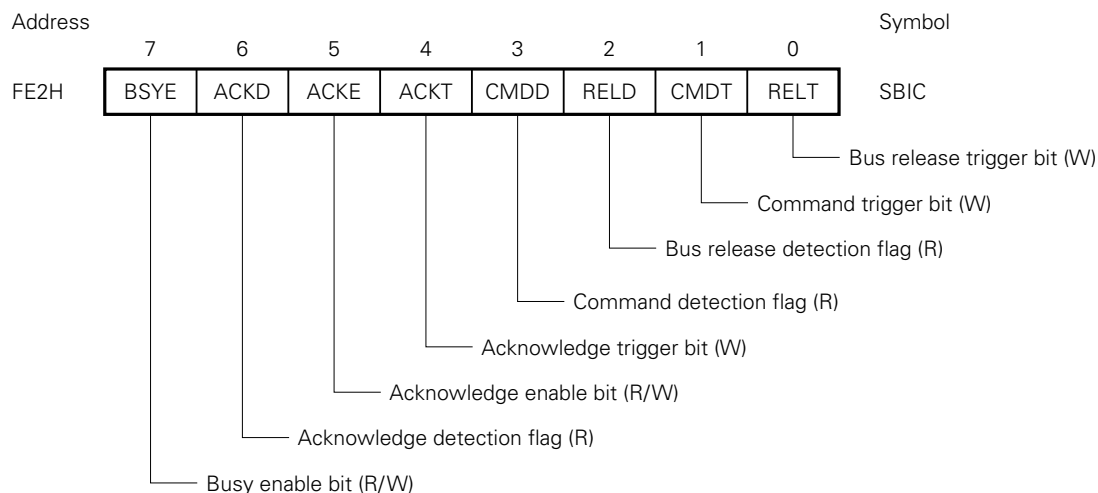 Address Symbol
7 6 5 4 3 2 1 0
FE2H BSYE ACKD ACKE ACKT CMDD RELD CMDT RELT SBIC
Bus release trigger bit (W)
Command trigger bit (W)
Bus release detection flag (R)
Command detection flag (R)
Acknowledge trigger bit (W)
Acknowledge enable bit (R/W)
Acknowledge detection flag (R)
Busy enable bit (R/W)